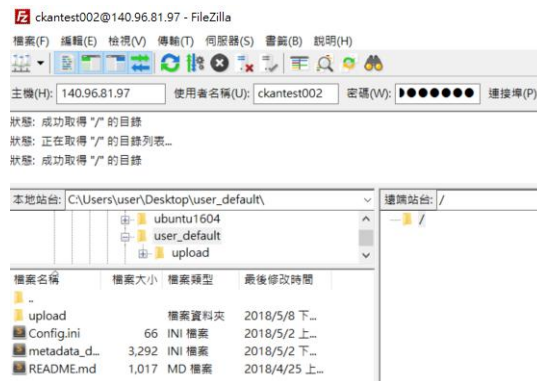 ckantest002@140.96.81.97 - FileZilla
檔案(F) 編輯(E) 檢視(V) 傳輸(T) 伺服器(S) 書籤(B) 說明(H)
主機(H): 140.96.81.97 使用者名稱(U): ckantest002 密碼(W): ●●●●●●●● 連接埠(P)
狀態: 成功取得 "/" 的目錄
狀態: 正在取得 "/" 的目錄列表...
狀態: 成功取得 "/" 的目錄
本地站台: C:\Users\user\Desktop\user_default\ 遠端站台: /
ubuntu1604 /
user_default
upload
檔案名稱 檔案大小 檔案類型 最後修改時間
..
upload 檔案資料夾 2018/5/8 下...
Config.ini 66 INI 檔案 2018/5/2 上...
metadata_d... 3,292 INI 檔案 2018/5/2 下...
README.md 1,017 MD 檔案 2018/4/25 上...